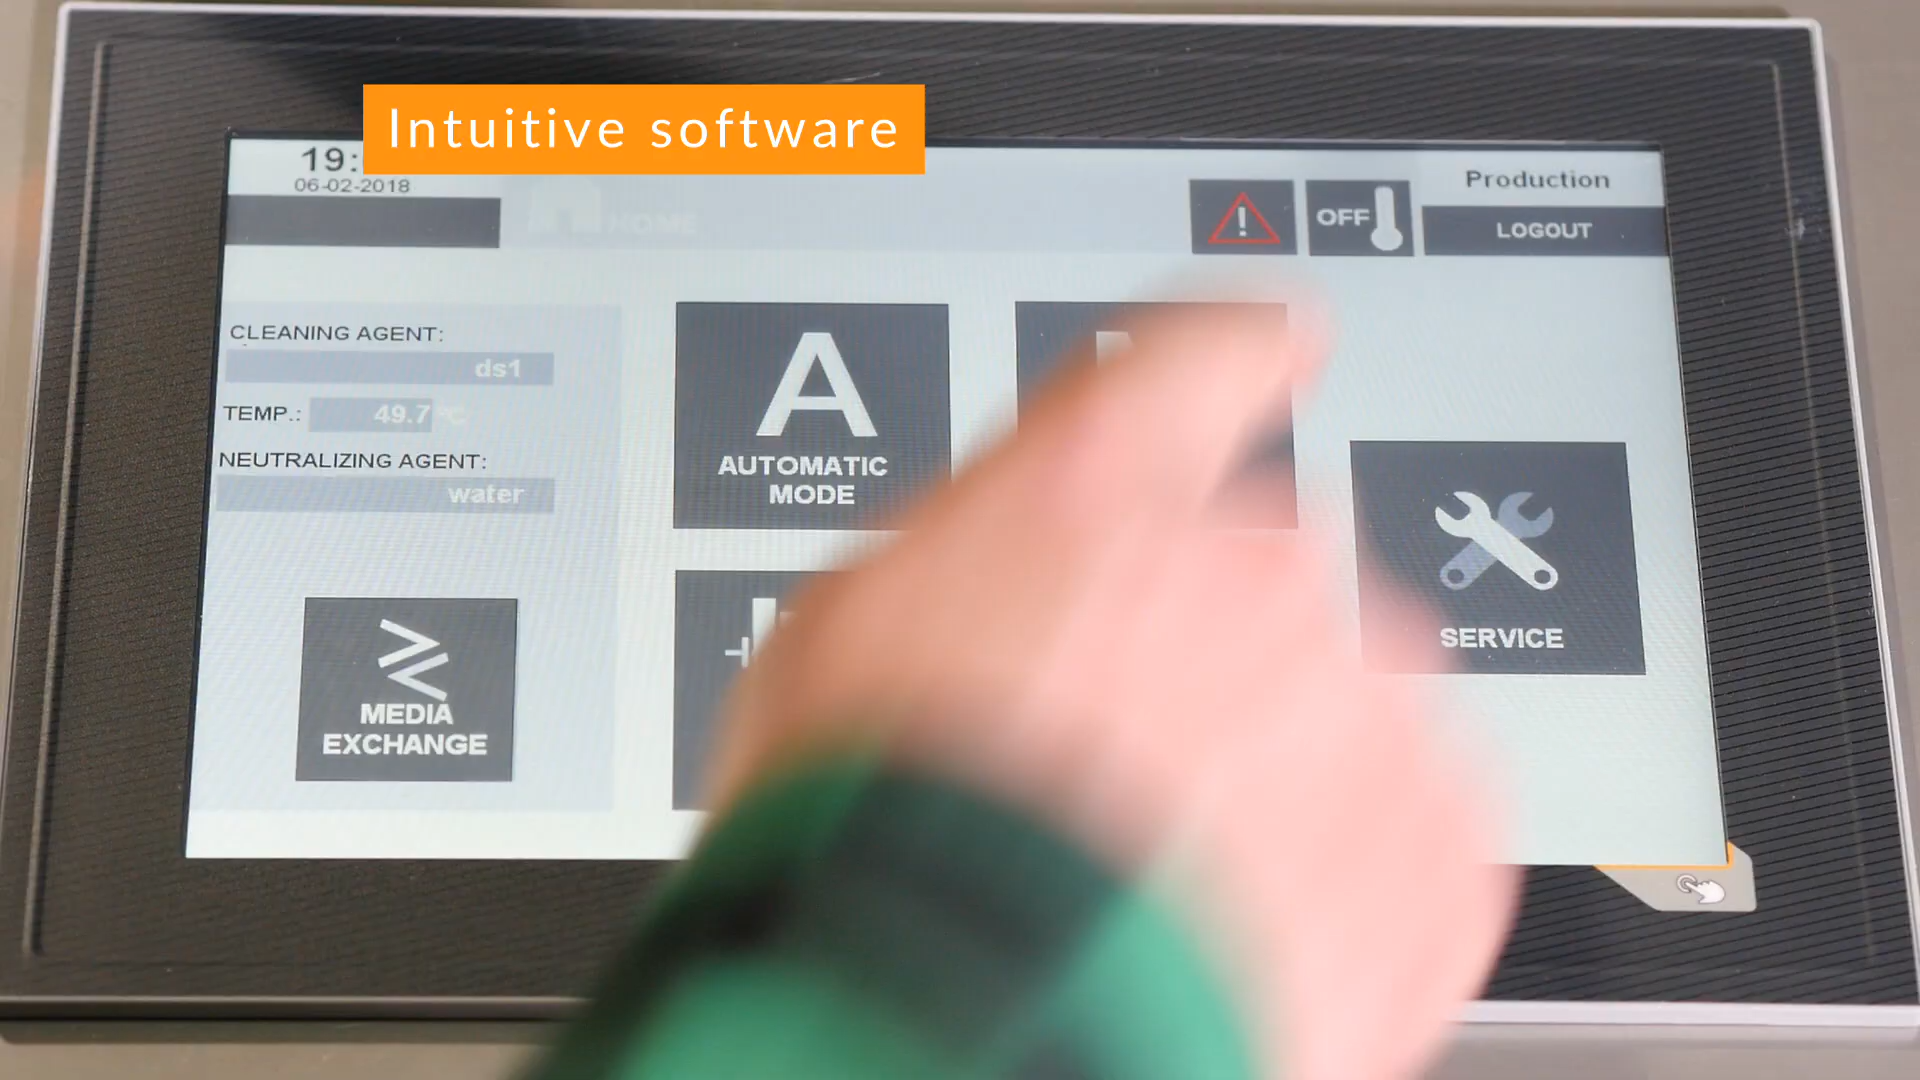 Intuitive software
19:
06-02-2018
HOME
Production
OFF
LOGOUT
CLEANING AGENT:
ds1
TEMP.: 49.7 °C
NEUTRALIZING AGENT:
water
A
AUTOMATIC
MODE
SERVICE
MEDIA
EXCHANGE